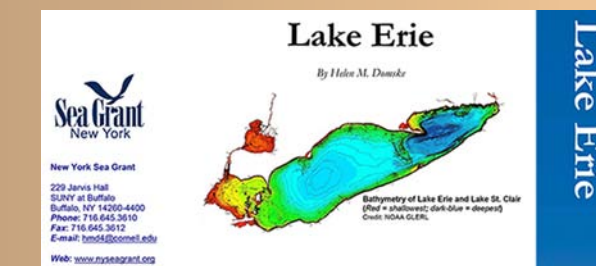 Lake Erie
By Helen M. Domske
Sea Grant
New York
New York Sea Grant
229 Jarvis Hall
SUNY at Buffalo
Buffalo, NY 14260-4400
Phone: 716.645.3610
Fax: 716.645.3612
E-mail: hmd4@cornell.edu
Web: www.nyseagrant.org
Bathymetry of Lake Erie and Lake St. Clair
(Red = shallowest; dark-blue = deepest)
Credit: NOAA GLERL
Lake Erie